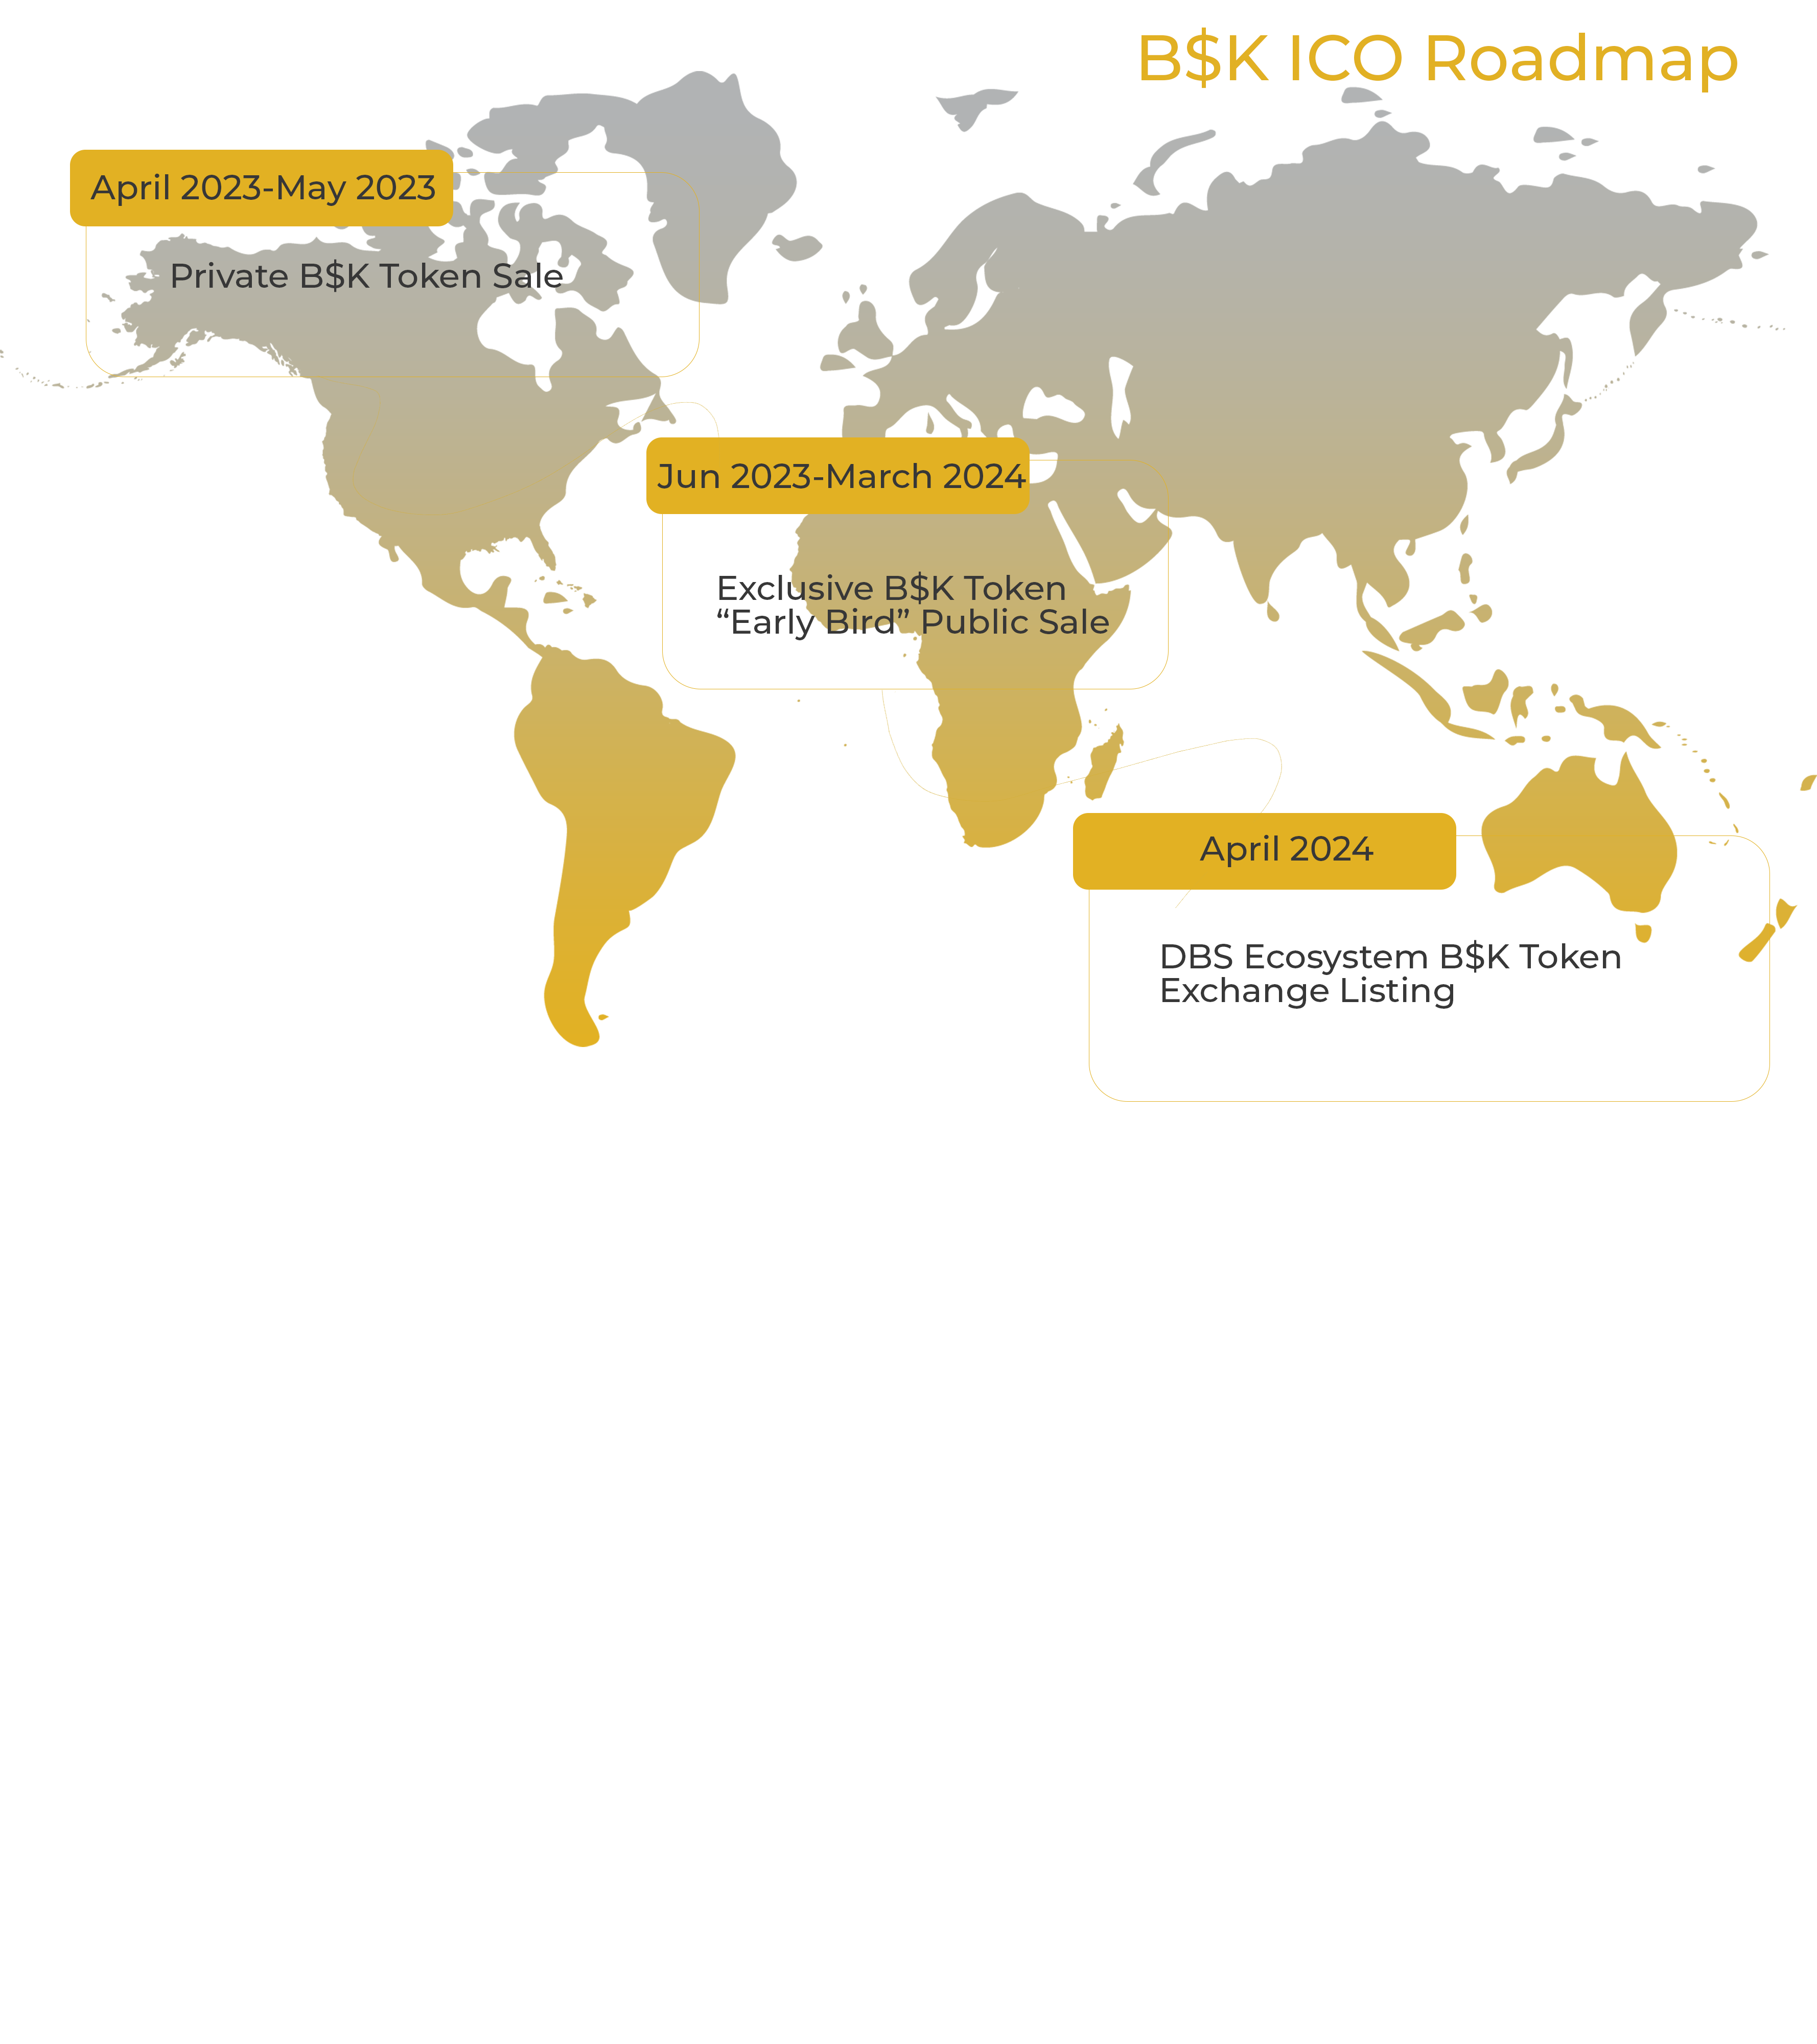 B$K ICO Roadmap
April 2023-May 2023
Private B$K Token Sale
Jun 2023-March 2024
Exclusive B$K Token
“Early Bird” Public Sale
April 2024
DBS Ecosystem B$K Token
Exchange Listing